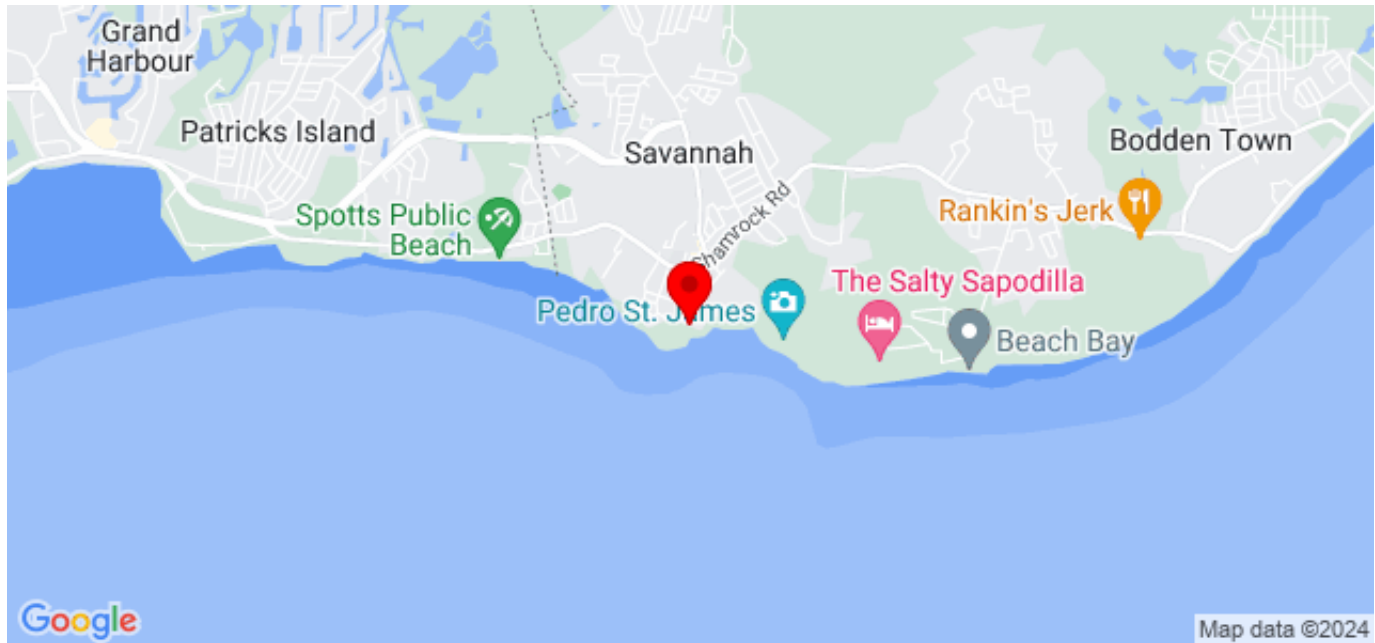 Grand
Harbour
Patricks Island
Savannah
Bodden Town
Shamrock Rd
Spotts Public
Beach
Rankin's Jerk
The Salty Sapodilla
Pedro St. James
Beach Bay
Google
Map data ©2024